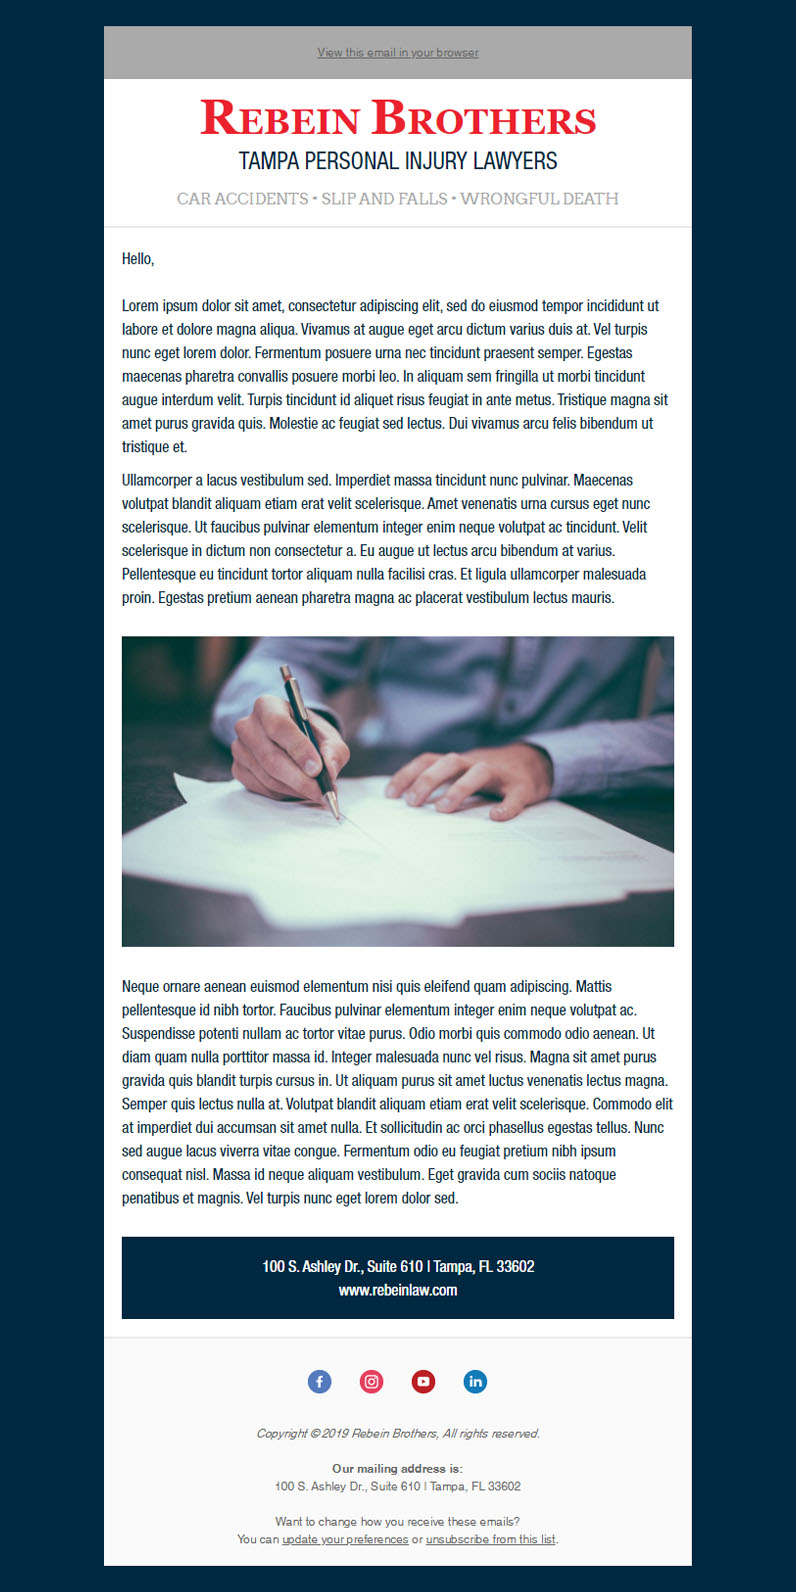 View this email in your browser
REBEIN BROTHERS
TAMPA PERSONAL INJURY LAWYERS
CAR ACCIDENTS • SLIP AND FALLS • WRONGFUL DEATH
Hello,
Lorem ipsum dolor sit amet, consectetur adipiscing elit, sed do eiusmod tempor incididunt ut
labore et dolore magna aliqua. Vivamus at augue eget arcu dictum varius duis at. Vel turpis
nunc eget lorem dolor. Fermentum posuere urna nec tincidunt praesent semper. Egestas
maecenas pharetra convallis posuere morbi leo. In aliquam sem fringilla ut morbi tincidunt
augue interdum velit. Turpis tincidunt id aliquet risus feugiat in ante metus. Tristique magna sit
amet purus gravida quis. Molestie ac feugiat sed lectus. Dui vivamus arcu felis bibendum ut
tristique et.
Ullamcorper a lacus vestibulum sed. Imperdiet massa tincidunt nunc pulvinar. Maecenas
volutpat blandit aliquam etiam erat velit scelerisque. Amet venenatis urna cursus eget nunc
scelerisque. Ut faucibus pulvinar elementum integer enim neque volutpat ac tincidunt. Velit
scelerisque in dictum non consectetur a. Eu augue ut lectus arcu bibendum at varius.
Pellentesque eu tincidunt tortor aliquam nulla facilisi cras. Et ligula ullamcorper malesuada
proin. Egestas pretium aenean pharetra magna ac placerat vestibulum lectus mauris.
Neque ornare aenean euismod elementum nisi quis eleifend quam adipiscing. Mattis
pellentesque id nibh tortor. Faucibus pulvinar elementum integer enim neque volutpat ac.
Suspendisse potenti nullam ac tortor vitae purus. Odio morbi quis commodo odio aenean. Ut
diam quam nulla porttitor massa id. Integer malesuada nunc vel risus. Magna sit amet purus
gravida quis blandit turpis cursus in. Ut aliquam purus sit amet luctus venenatis lectus magna.
Semper quis lectus nulla at. Volutpat blandit aliquam etiam erat velit scelerisque. Commodo elit
at imperdiet dui accumsan sit amet nulla. Et sollicitudin ac orci phasellus egestas tellus. Nunc
sed augue lacus viverra vitae congue. Fermentum odio eu feugiat pretium nibh ipsum
consequat nisl. Massa id neque aliquam vestibulum. Eget gravida cum sociis natoque
penatibus et magnis. Vel turpis nunc eget lorem dolor sed.
100 S. Ashley Dr., Suite 610 | Tampa, FL 33602
www.rebeinlaw.com
Copyright © 2019 Rebein Brothers, All rights reserved.
Our mailing address is:
100 S. Ashley Dr., Suite 610 | Tampa, FL 33602
Want to change how you receive these emails?
You can update your preferences or unsubscribe from this list.